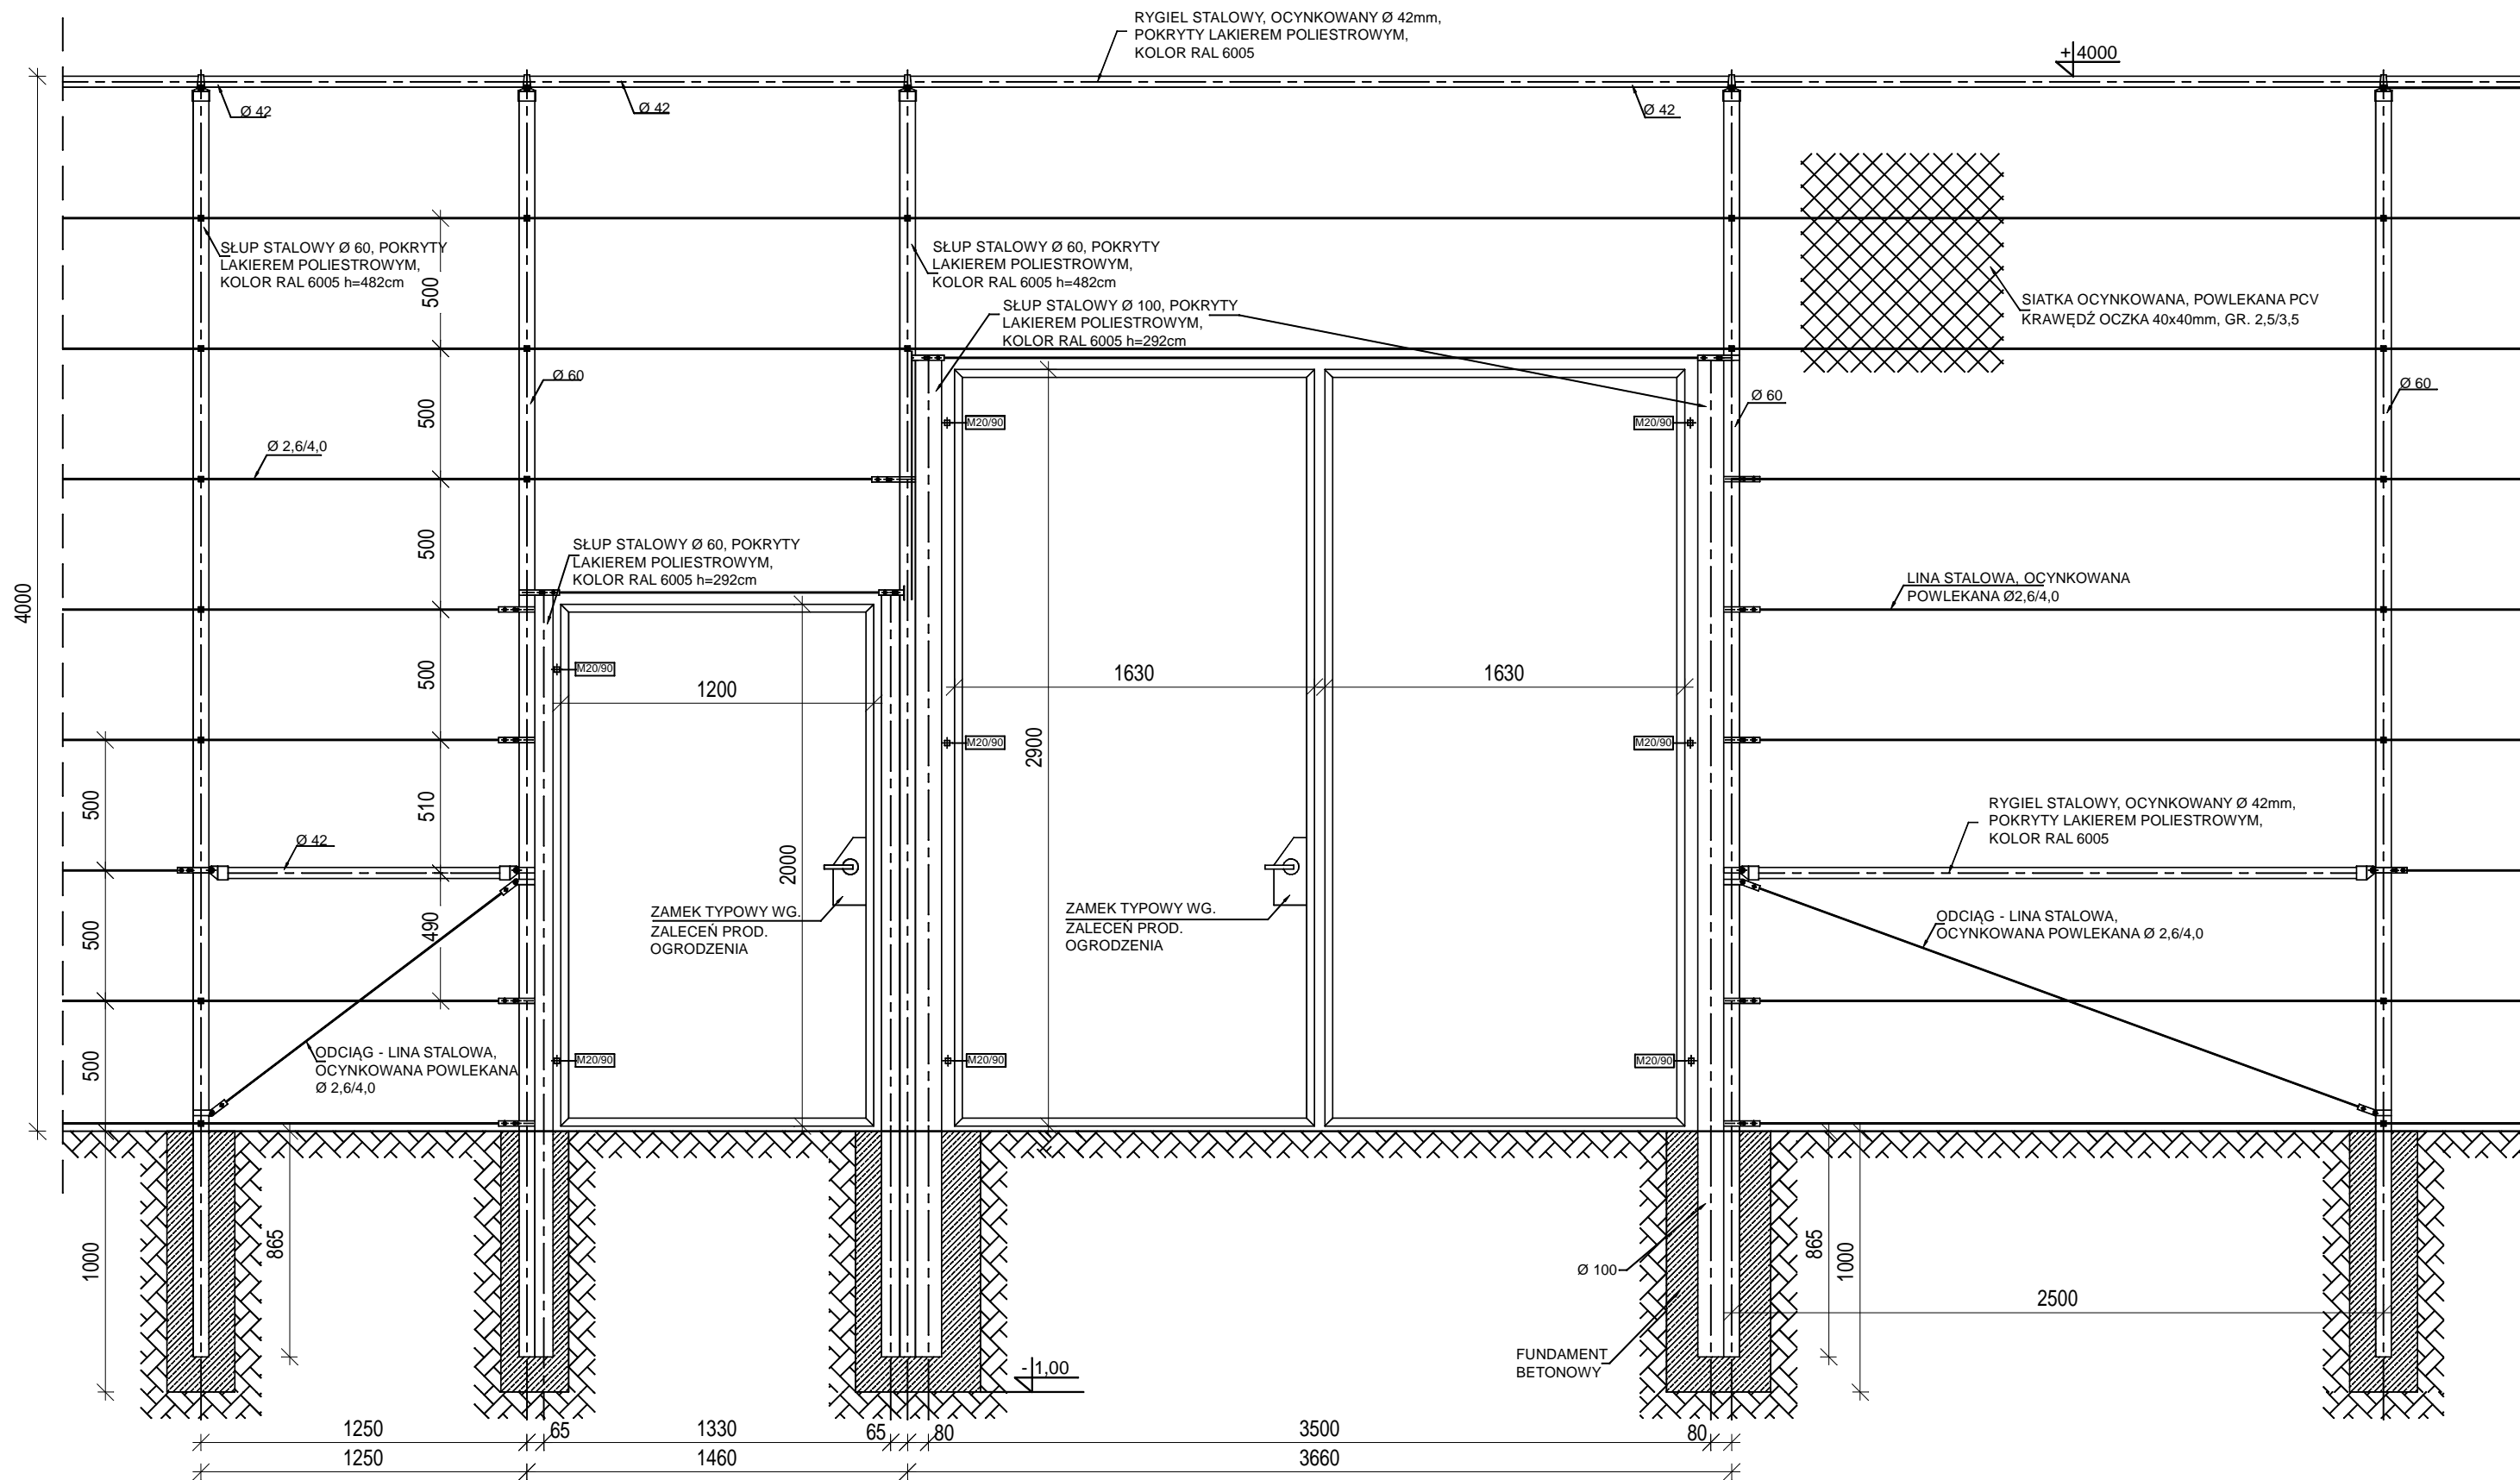 RYGIEL STALOWY, OCYNKOWANY Ø 42mm,
POKRYTY LAKIEREM POLIESTROWYM,
KOLOR RAL 6005
+ 4000
Ø 42
Ø 42
Ø 42
SŁUP STALOWY Ø 60, POKRYTY
LAKIEREM POLIESTROWYM,
KOLOR RAL 6005 h=482cm
500
SŁUP STALOWY Ø 60, POKRYTY
LAKIEREM POLIESTROWYM,
KOLOR RAL 6005 h=482cm
SŁUP STALOWY Ø 100, POKRYTY
LAKIEREM POLIESTROWYM,
KOLOR RAL 6005 h=292cm
SIATKA OCYNKOWANA, POWLEKANA PCV
KRAWĘDŹ OCZKA 40x40mm, GR. 2,5/3,5
Ø 60
Ø 60
Ø 60
500
M20/90
M20/90
Ø 2,6/4,0
500
SŁUP STALOWY Ø 60, POKRYTY
LAKIEREM POLIESTROWYM,
KOLOR RAL 6005 h=292cm
4000
LINA STALOWA, OCYNKOWANA
POWLEKANA Ø2,6/4,0
500
M20/90
1200
1630
1630
2900
M20/90
M20/90
500
510
RYGIEL STALOWY, OCYNKOWANY Ø 42mm,
POKRYTY LAKIEREM POLIESTROWYM,
KOLOR RAL 6005
Ø 42
2000
500
490
ZAMEK TYPOWY WG.
ZALECEŃ PROD.
OGRODZENIA
ZAMEK TYPOWY WG.
ZALECEŃ PROD.
OGRODZENIA
ODCIĄG - LINA STALOWA,
OCYNKOWANA POWLEKANA Ø 2,6/4,0
500
ODCIĄG - LINA STALOWA,
OCYNKOWANA POWLEKANA
Ø 2,6/4,0
M20/90
M20/90
M20/90
1000
865
865
1000
Ø 100
2500
FUNDAMENT
BETONOWY
- 1,00
1250
65
1330
65
80
3500
80
1250
1460
3660